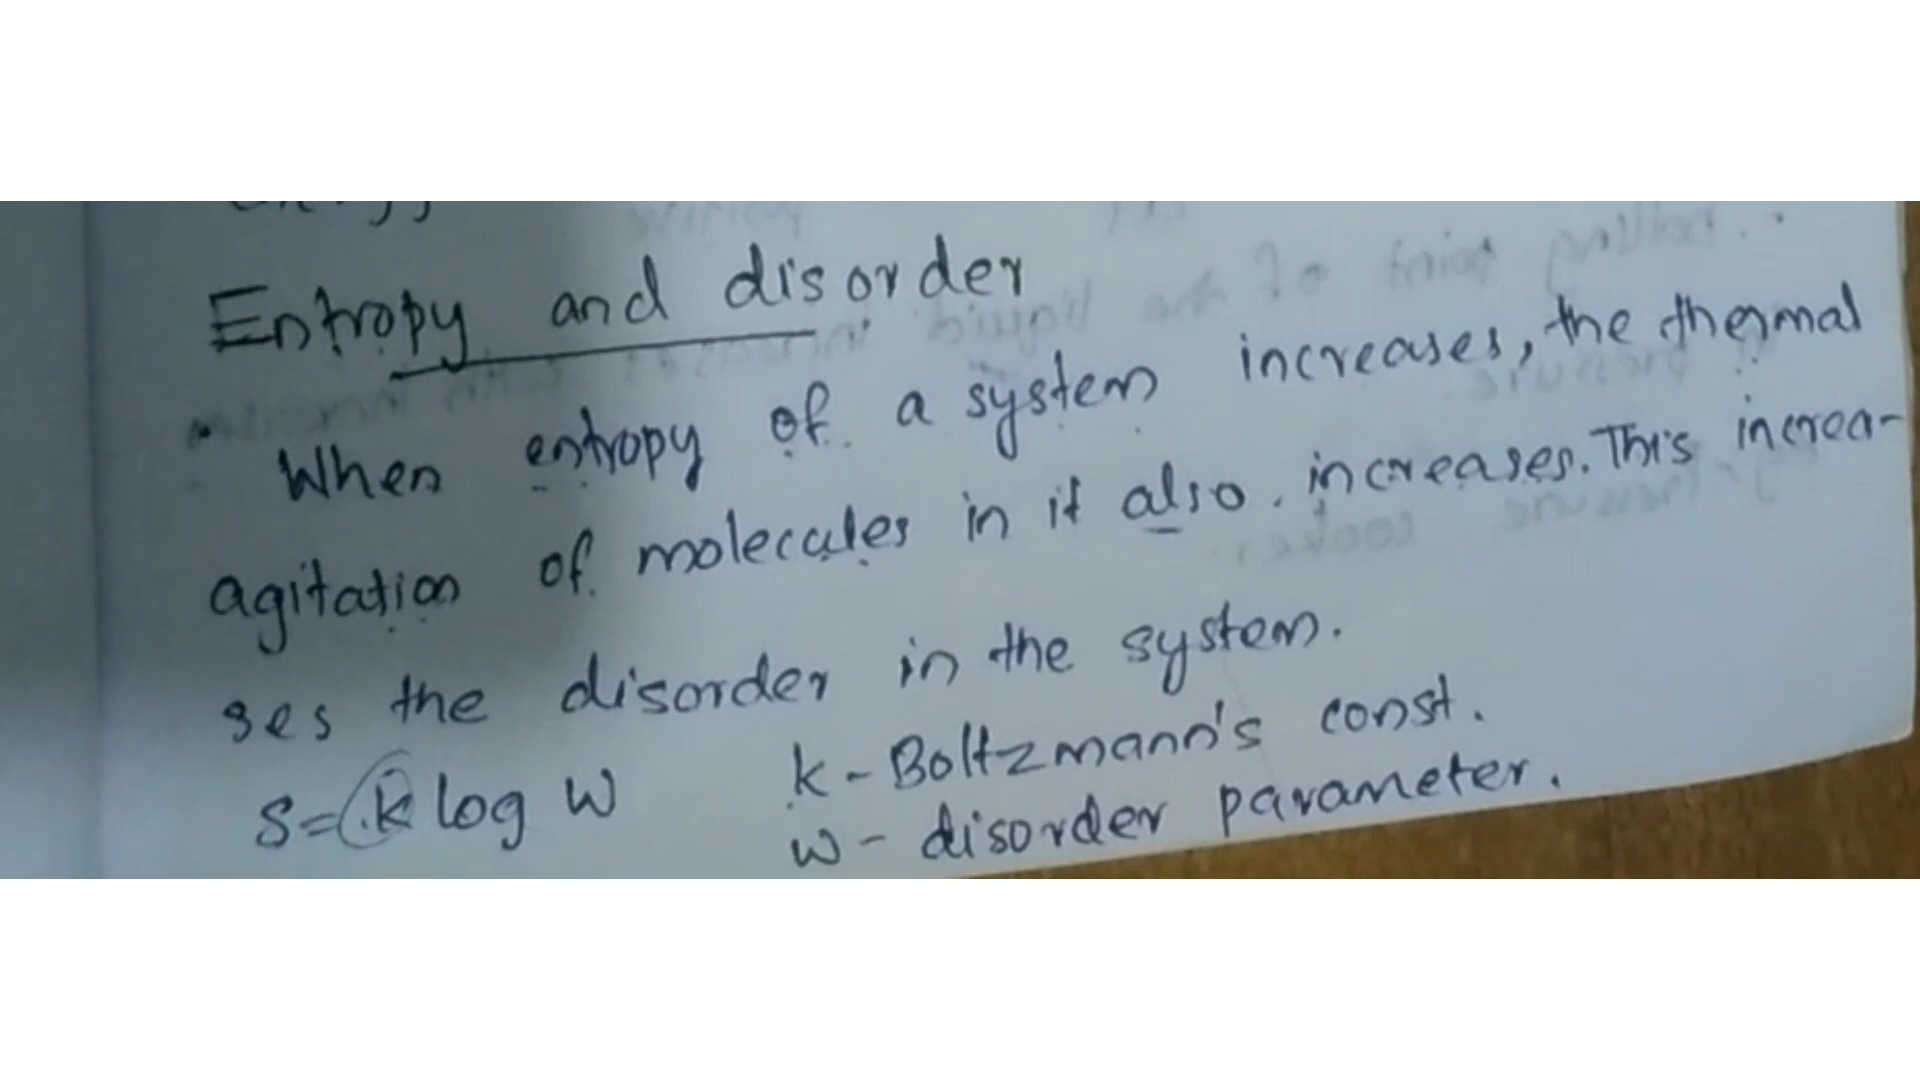 Entropy and disorder
When entropy of a system increases, the thermal
agitation of molecules in it also increases. This increa-
ses the disorder in the system.
S = k log W k - Boltzmann's const.
W - disorder parameter.